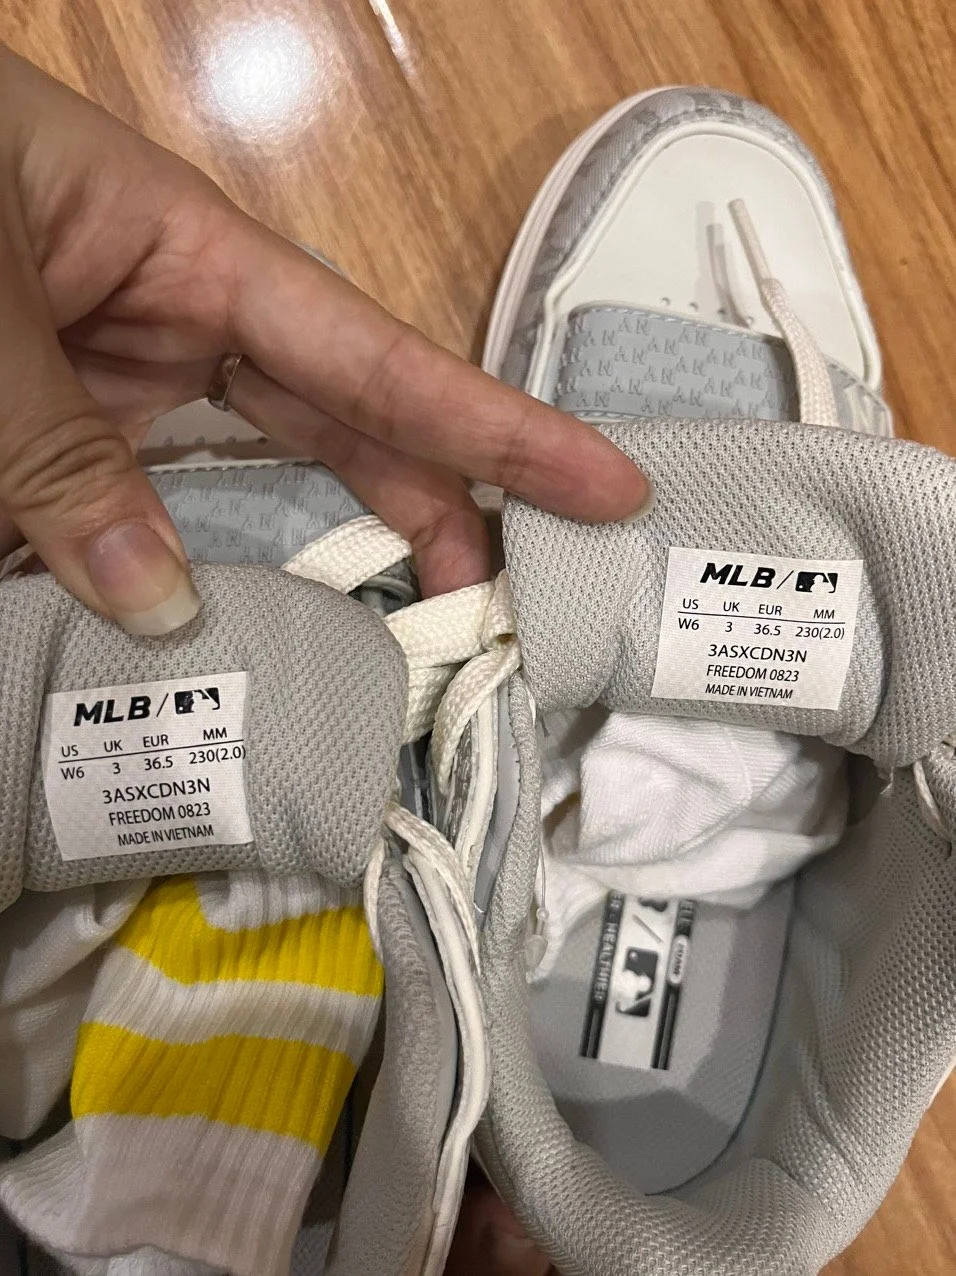 MLB /
US UK EUR MM
W6 3 36.5 230(2.0)
3ASXCDN3N
FREEDOM 0823
MADE IN VIETNAM
MLB /
US UK EUR MM
W6 3 36.5 230(2.0)
3ASXCDN3N
FREEDOM 0823
MADE IN VIETNAM
HEALTHIER